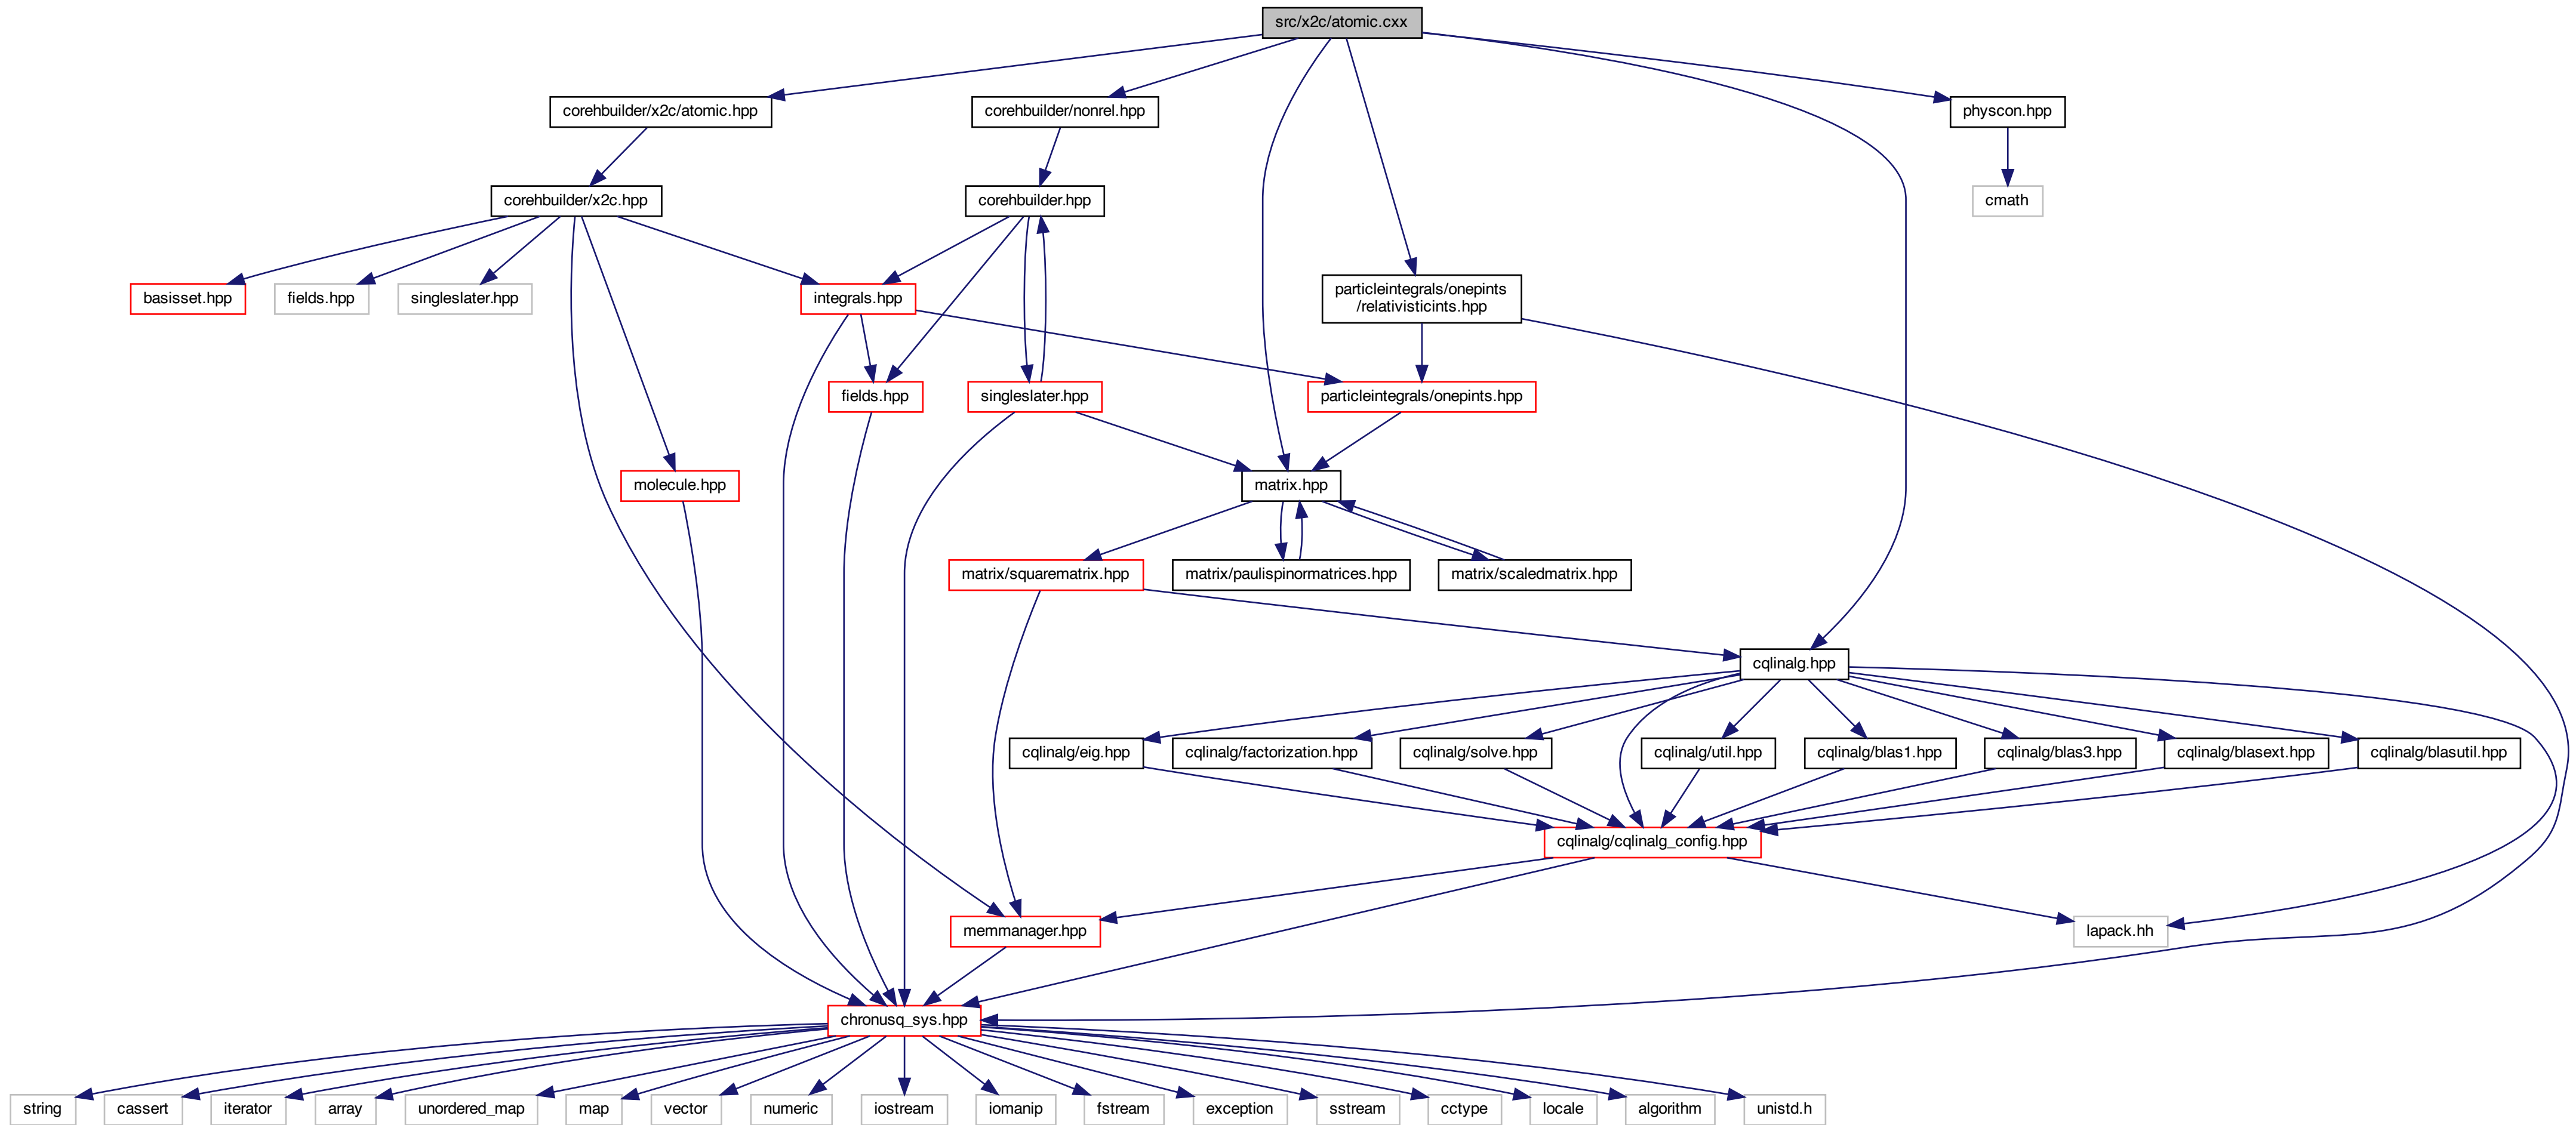 src/x2c/atomic.cxx
corehbuilder/x2c/atomic.hpp
corehbuilder/nonrel.hpp
physcon.hpp
corehbuilder/x2c.hpp
corehbuilder.hpp
cmath
basisset.hpp
fields.hpp
singleslater.hpp
integrals.hpp
particleintegrals/onepints
/relativisticints.hpp
fields.hpp
singleslater.hpp
particleintegrals/onepints.hpp
molecule.hpp
matrix.hpp
matrix/squarematrix.hpp
matrix/paulispinormatrices.hpp
matrix/scaledmatrix.hpp
cqlinalg.hpp
cqlinalg/eig.hpp
cqlinalg/factorization.hpp
cqlinalg/solve.hpp
cqlinalg/util.hpp
cqlinalg/blas1.hpp
cqlinalg/blas3.hpp
cqlinalg/blasext.hpp
cqlinalg/blasutil.hpp
cqlinalg/cqlinalg_config.hpp
memmanager.hpp
lapack.hh
chronusq_sys.hpp
string
cassert
iterator
array
unordered_map
map
vector
numeric
iostream
iomanip
fstream
exception
sstream
cctype
locale
algorithm
unistd.h